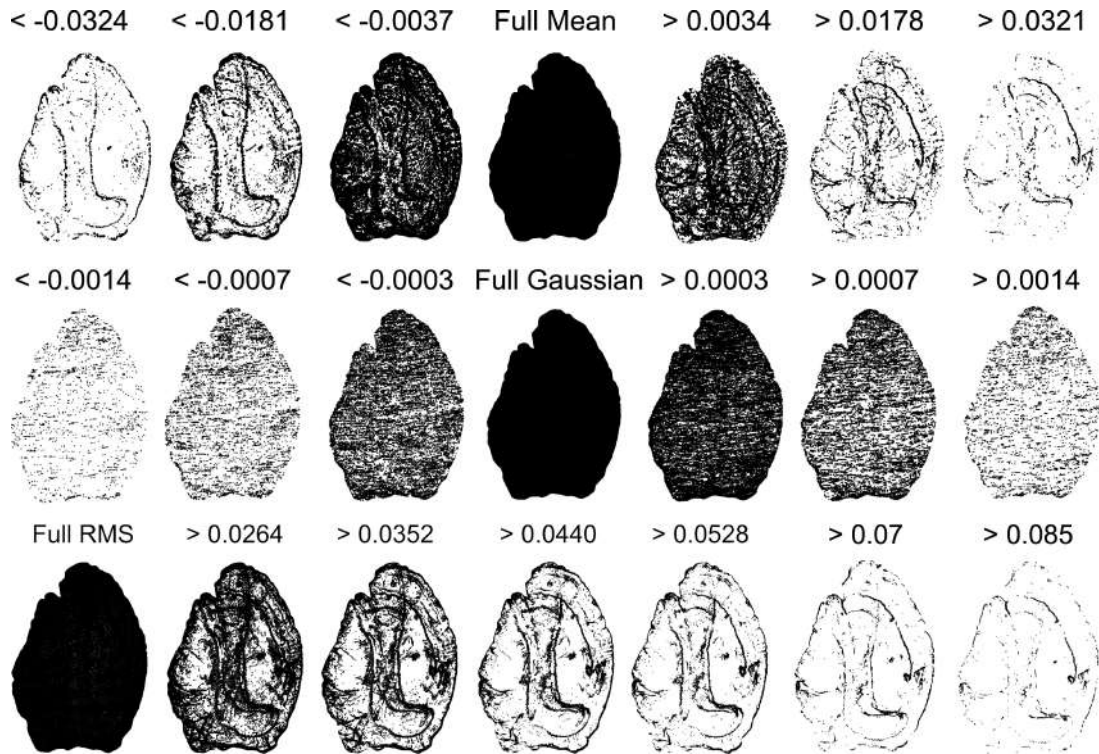 < -0.0324 < -0.0181 < -0.0037 Full Mean > 0.0034 > 0.0178 > 0.0321
< -0.0014 < -0.0007 < -0.0003 Full Gaussian > 0.0003 > 0.0007 > 0.0014
Full RMS > 0.0264 > 0.0352 > 0.0440 > 0.0528 > 0.07 > 0.085